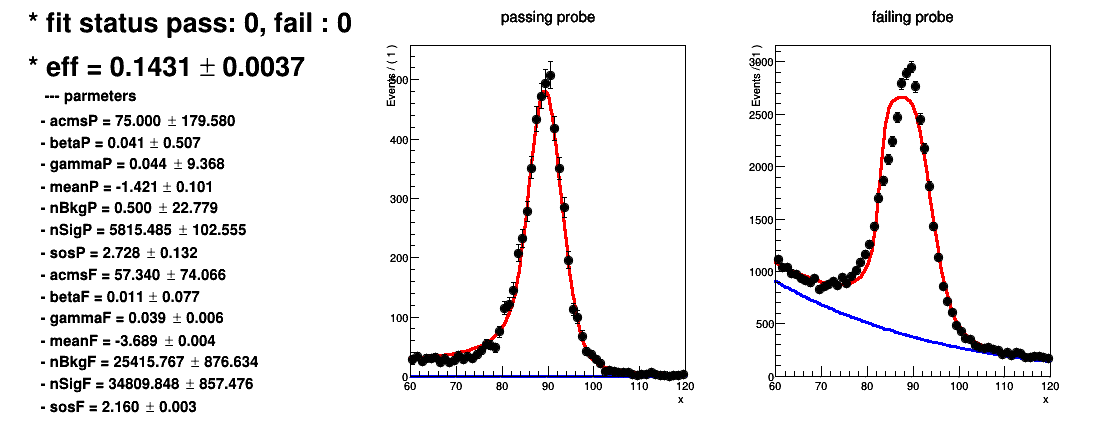 * fit status pass: 0, fail : 0
* eff = 0.1431 ± 0.0037
--- parmeters
- acmsP = 75.000 ± 179.580
- betaP = 0.041 ± 0.507
- gammaP = 0.044 ± 9.368
- meanP = -1.421 ± 0.101
- nBkgP = 0.500 ± 22.779
- nSigP = 5815.485 ± 102.555
- sosP = 2.728 ± 0.132
- acmsF = 57.340 ± 74.066
- betaF = 0.011 ± 0.077
- gammaF = 0.039 ± 0.006
- meanF = -3.689 ± 0.004
- nBkgF = 25415.767 ± 876.634
- nSigF = 34809.848 ± 857.476
- sosF = 2.160 ± 0.003
passing probe
Events / ( 1 )
500
400
300
200
100
0
60 70 80 90 100 110 120
x
failing probe
Events / ( 1 )
3000
2500
2000
1500
1000
500
0
60 70 80 90 100 110 120
x